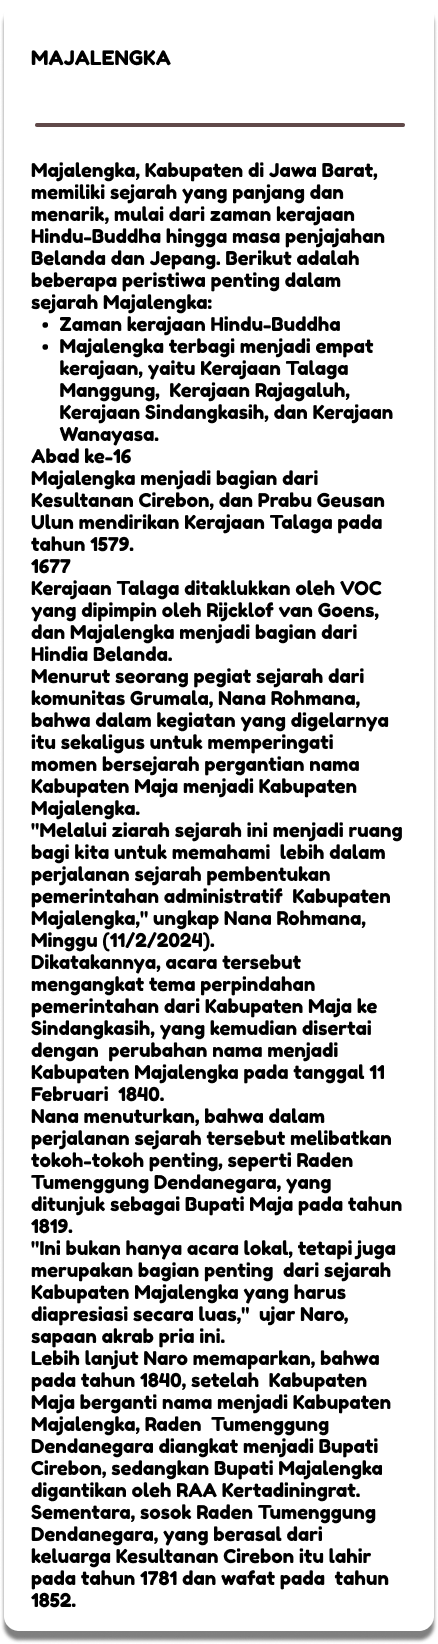 MAJALENGKA
Majalengka, Kabupaten di Jawa Barat,
memiliki sejarah yang panjang dan
menarik, mulai dari zaman kerajaan
Hindu-Buddha hingga masa penjajahan
Belanda dan Jepang. Berikut adalah
beberapa peristiwa penting dalam
sejarah Majalengka:
• Zaman kerajaan Hindu-Buddha
• Majalengka terbagi menjadi empat
kerajaan, yaitu Kerajaan Talaga
Manggung,  Kerajaan Rajagaluh,
Kerajaan Sindangkasih, dan Kerajaan
Wanayasa.
Abad ke-16
Majalengka menjadi bagian dari
Kesultanan Cirebon, dan Prabu Geusan
Ulun mendirikan Kerajaan Talaga pada
tahun 1579.
1677
Kerajaan Talaga ditaklukkan oleh VOC
yang dipimpin oleh Rijcklof van Goens,
dan Majalengka menjadi bagian dari
Hindia Belanda.
Menurut seorang pegiat sejarah dari
komunitas Grumala, Nana Rohmana,
bahwa dalam kegiatan yang digelarnya
itu sekaligus untuk memperingati
momen bersejarah pergantian nama
Kabupaten Maja menjadi Kabupaten
Majalengka.
"Melalui ziarah sejarah ini menjadi ruang
bagi kita untuk memahami  lebih dalam
perjalanan sejarah pembentukan
pemerintahan administratif  Kabupaten
Majalengka," ungkap Nana Rohmana,
Minggu (11/2/2024).
Dikatakannya, acara tersebut
mengangkat tema perpindahan
pemerintahan dari Kabupaten Maja ke
Sindangkasih, yang kemudian disertai
dengan  perubahan nama menjadi
Kabupaten Majalengka pada tanggal 11
Februari  1840.
Nana menuturkan, bahwa dalam
perjalanan sejarah tersebut melibatkan
tokoh-tokoh penting, seperti Raden
Tumenggung Dendanegara, yang
ditunjuk sebagai Bupati Maja pada tahun
1819.
"Ini bukan hanya acara lokal, tetapi juga
merupakan bagian penting  dari sejarah
Kabupaten Majalengka yang harus
diapresiasi secara luas,"  ujar Naro,
sapaan akrab pria ini.
Lebih lanjut Naro memaparkan, bahwa
pada tahun 1840, setelah  Kabupaten
Maja berganti nama menjadi Kabupaten
Majalengka, Raden  Tumenggung
Dendanegara diangkat menjadi Bupati
Cirebon, sedangkan Bupati Majalengka
digantikan oleh RAA Kertadiningrat.
Sementara, sosok Raden Tumenggung
Dendanegara, yang berasal dari
keluarga Kesultanan Cirebon itu lahir
pada tahun 1781 dan wafat pada  tahun
1852.